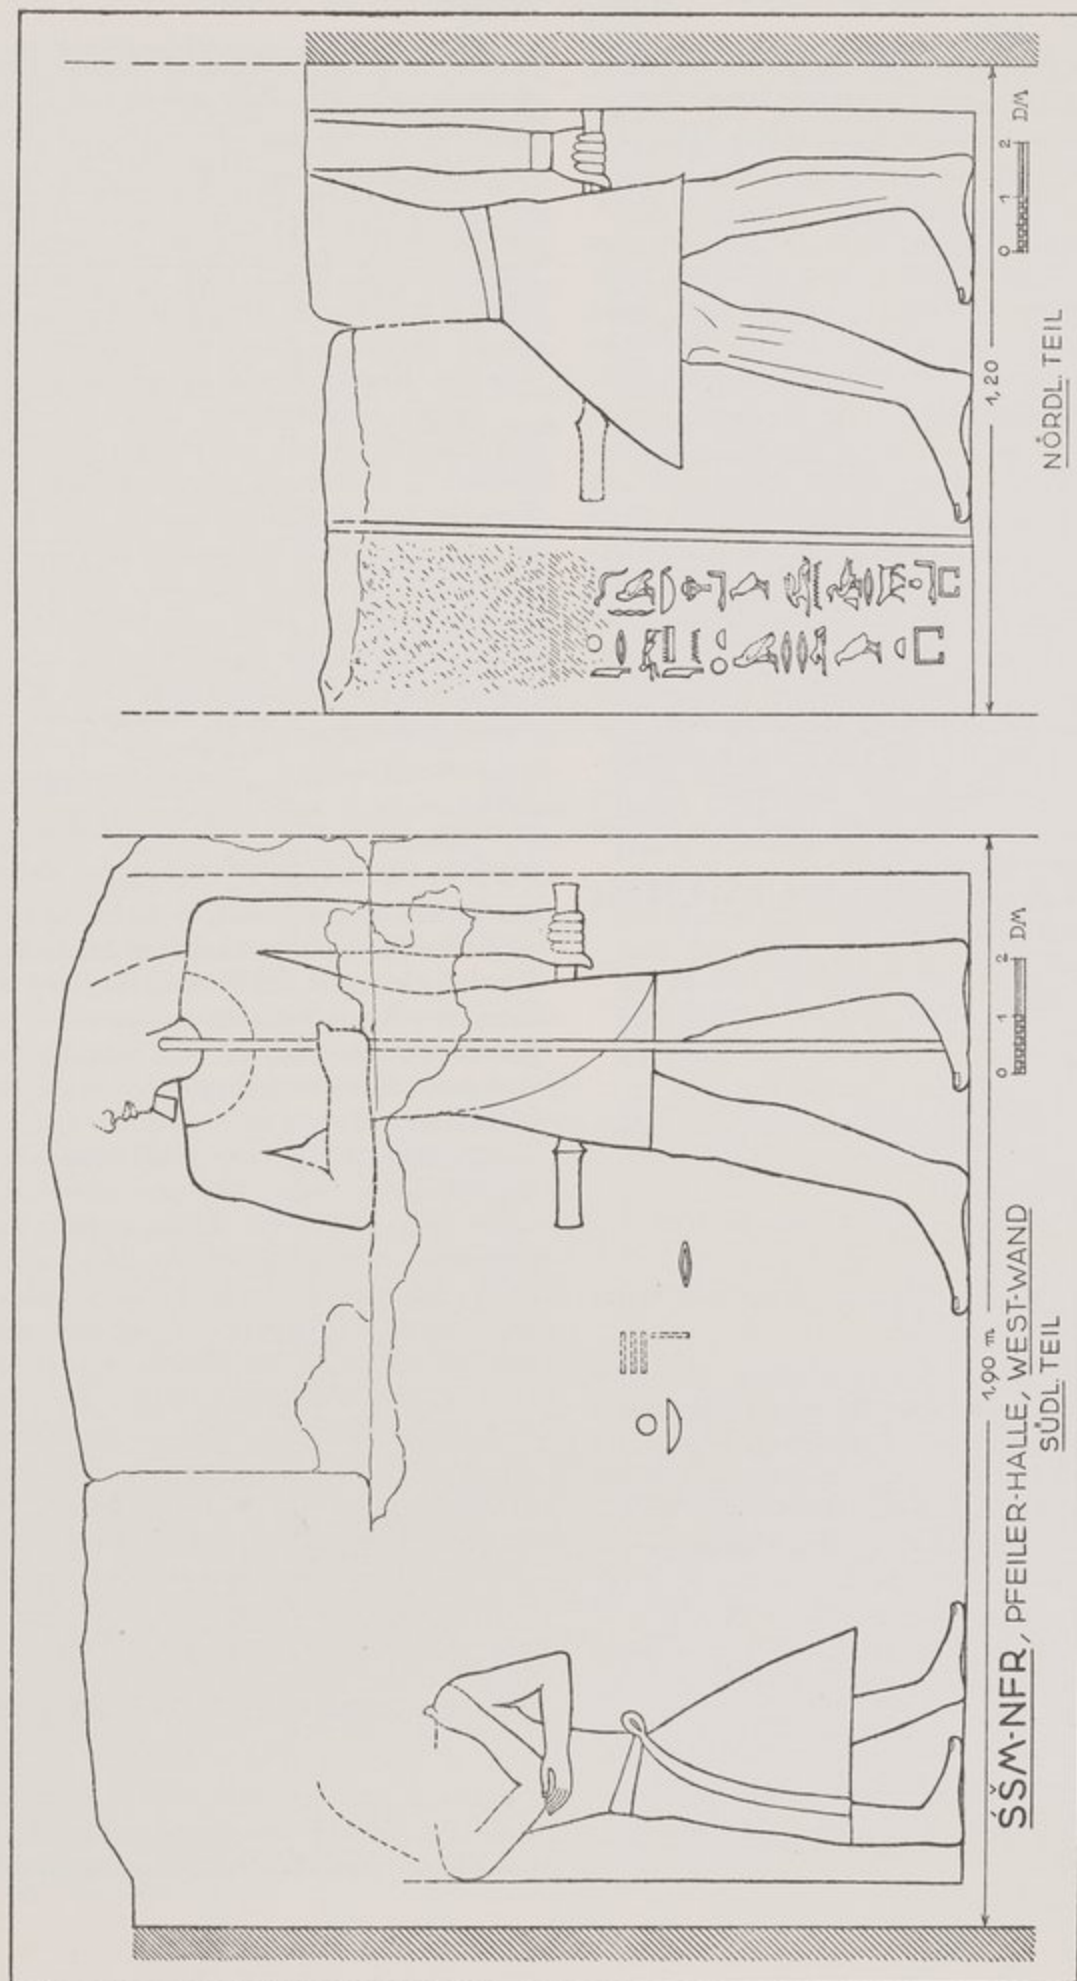 1,90 m
0 1 2 DM
ŚŠM-NFR, PFEILER-HALLE, WEST-WAND
SÜDL. TEIL
1,20
0 1 2 DM
NÖRDL. TEIL